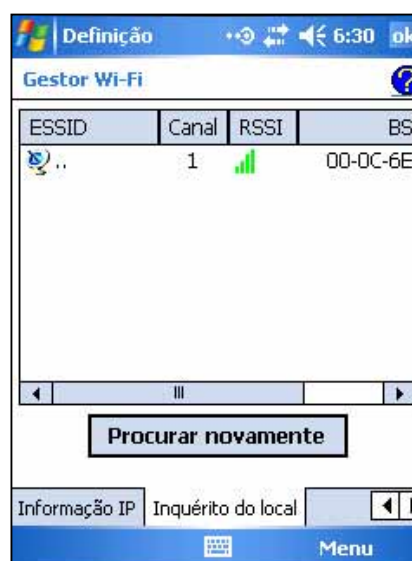 Definição 6:30 ok
Gestor Wi-Fi
ESSID Canal RSSI BS
.. 1 00-0C-6E
Procurar novamente
Informação IP Inquérito do local
Menu